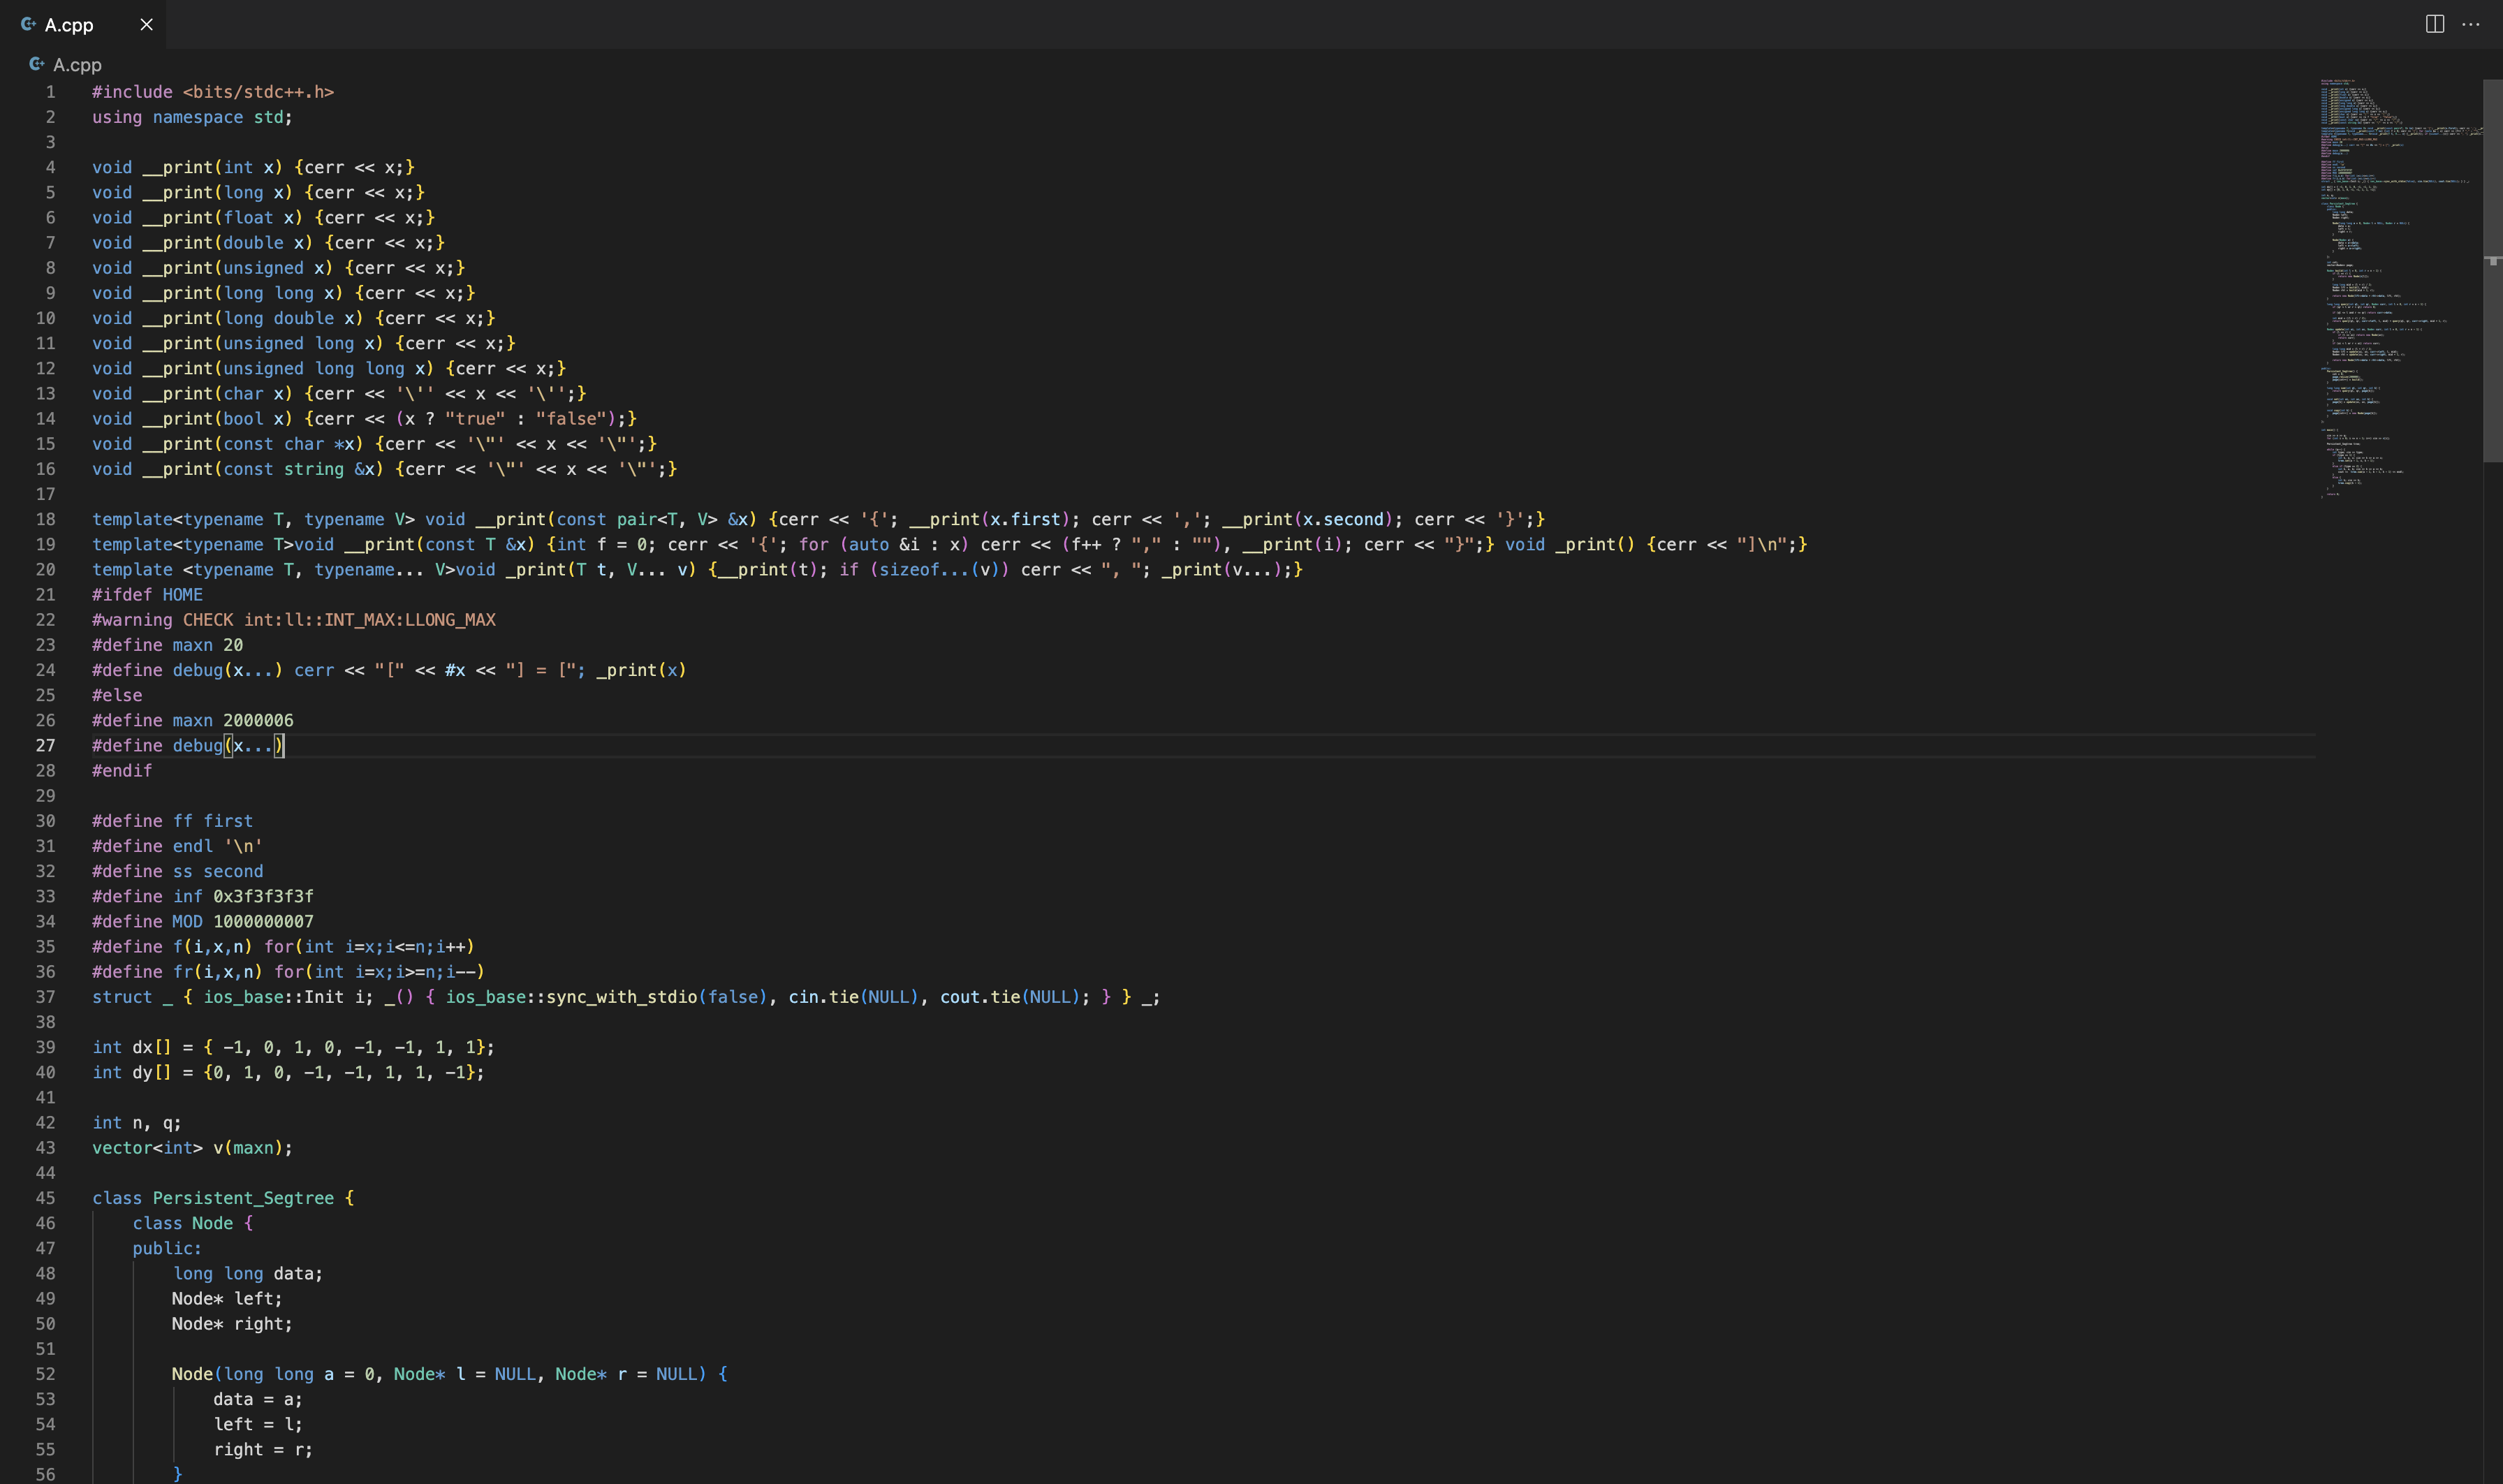 A.cpp
A.cpp
1 #include <bits/stdc++.h>
2 using namespace std;
3
4 void __print(int x) {cerr << x;}
5 void __print(long x) {cerr << x;}
6 void __print(float x) {cerr << x;}
7 void __print(double x) {cerr << x;}
8 void __print(unsigned x) {cerr << x;}
9 void __print(long long x) {cerr << x;}
10 void __print(long double x) {cerr << x;}
11 void __print(unsigned long x) {cerr << x;}
12 void __print(unsigned long long x) {cerr << x;}
13 void __print(char x) {cerr << '\'' << x << '\'';}
14 void __print(bool x) {cerr << (x ? "true" : "false");}
15 void __print(const char *x) {cerr << '\"' << x << '\"';}
16 void __print(const string &x) {cerr << '\"' << x << '\"';}
17
18 template<typename T, typename V> void __print(const pair<T, V> &x) {cerr << '{'; __print(x.first); cerr << ','; __print(x.second); cerr << '}';}
19 template<typename T>void __print(const T &x) {int f = 0; cerr << '{'; for (auto &i : x) cerr << (f++ ? "," : ""), __print(i); cerr << "}";} void _print() {cerr << "]\n";}
20 template <typename T, typename... V>void _print(T t, V... v) {__print(t); if (sizeof...(v)) cerr << ", "; _print(v...);}
21 #ifdef HOME
22 #warning CHECK int:ll::INT_MAX:LLONG_MAX
23 #define maxn 20
24 #define debug(x...) cerr << "[" << #x << "] = ["; _print(x)
25 #else
26 #define maxn 2000006
27 #define debug(x...)
28 #endif
29
30 #define ff first
31 #define endl '\n'
32 #define ss second
33 #define inf 0x3f3f3f3f
34 #define MOD 1000000007
35 #define f(i,x,n) for(int i=x;i<=n;i++)
36 #define fr(i,x,n) for(int i=x;i>=n;i--)
37 struct _ { ios_base::Init i; _() { ios_base::sync_with_stdio(false), cin.tie(NULL), cout.tie(NULL); } } _;
38
39 int dx[] = { -1, 0, 1, 0, -1, -1, 1, 1};
40 int dy[] = {0, 1, 0, -1, -1, 1, 1, -1};
41
42 int n, q;
43 vector<int> v(maxn);
44
45 class Persistent_Segtree {
46     class Node {
47     public:
48         long long data;
49         Node* left;
50         Node* right;
51
52         Node(long long a = 0, Node* l = NULL, Node* r = NULL) {
53             data = a;
54             left = l;
55             right = r;
56         }